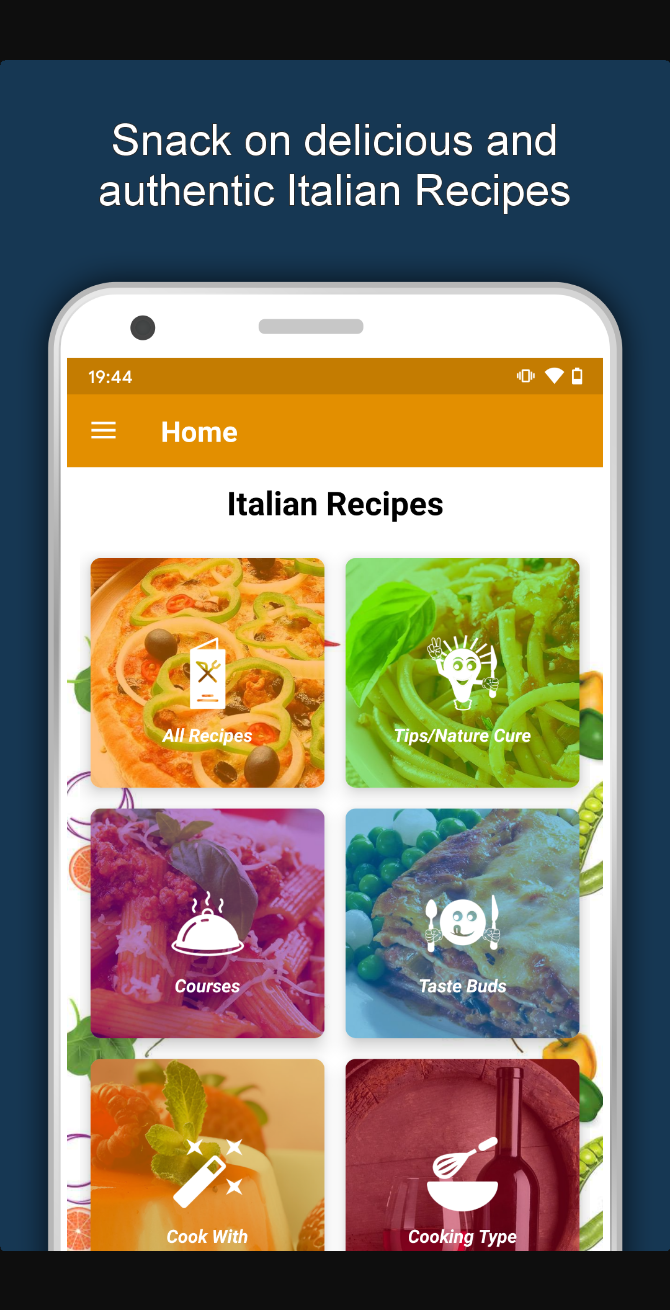 Snack on delicious and
authentic Italian Recipes
19:44
Home
Italian Recipes
All Recipes
Tips/Nature Cure
Courses
Taste Buds
Cook With
Cooking Type